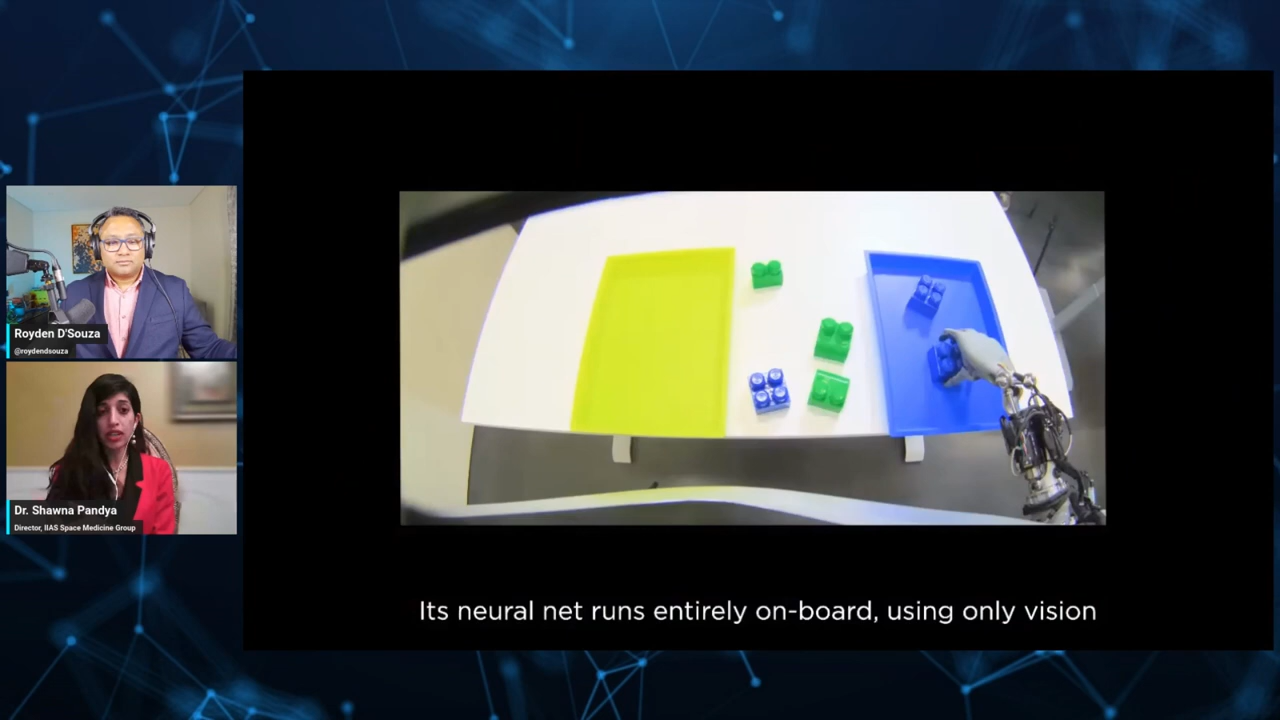 Royden D'Souza
@roydendsouza
Dr. Shawna Pandya
Director, IIAS Space Medicine Group
Its neural net runs entirely on-board, using only vision